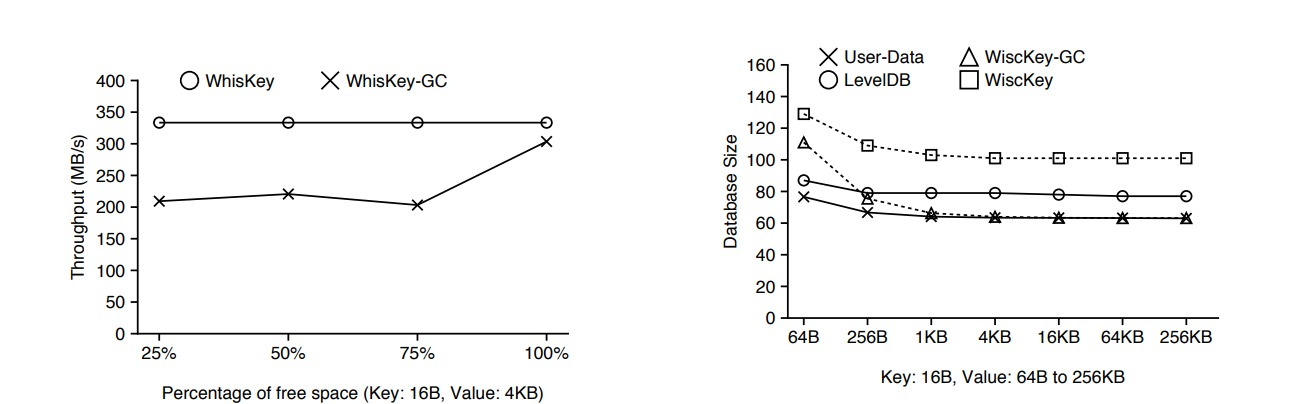 WhisKey WhisKey-GC
Throughput (MB/s)
400
350
300
250
200
150
100
50
0
25% 50% 75% 100%
Percentage of free space (Key: 16B, Value: 4KB)
User-Data WiscKey-GC
LevelDB WiscKey
Database Size
160
140
120
100
80
60
40
20
0
64B 256B 1KB 4KB 16KB 64KB 256KB
Key: 16B, Value: 64B to 256KB